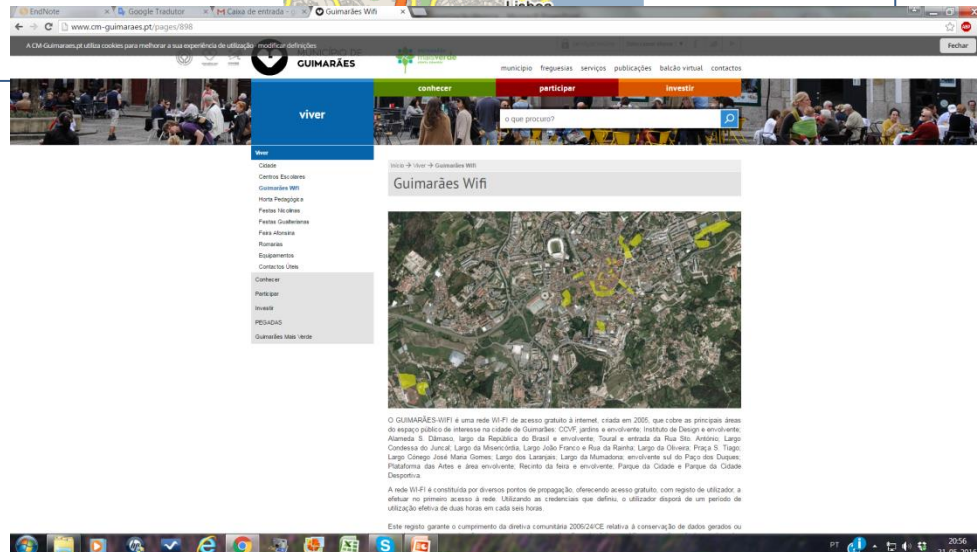 Lisboa
EndNote
Google Tradutor
Caixa de entrada -
Guimarães Wifi
www.cm-guimaraes.pt/pages/898
A CM-Guimaraes.pt utiliza cookies para melhorar a sua experiência de utilização modificar definições
Fechar
MUNICÍPIO DE
GUIMARÃES
maisverde
município freguesias serviços publicações balcão virtual contactos
viver
conhecer participar investir
o que procuro?
Viver
Cidade
Centros Escolares
Guimarães Wifi
Horta Pedagógica
Festas Nicolinas
Festas Gualterianas
Feira Afonsina
Romarias
Equipamentos
Contactos Úteis
Conhecer
Participar
Investir
PEGADAS
Guimarães Mais Verde
Início → Viver → Guimarães Wifi
Guimarães Wifi
O GUIMARÃES-WIFI é uma rede WI-FI de acesso gratuito à internet, criada em 2005, que cobre as principais áreas
do espaço público de interesse na cidade de Guimarães: CCVF, jardins e envolvente; Instituto de Design e envolvente;
Alameda S. Dâmaso, largo da República do Brasil e envolvente; Toural e entrada da Rua Sto. António, Largo
Condessa do Juncal; Largo da Misericórdia, Largo João Franco e Rua da Rainha; Largo da Oliveira; Praça S. Tiago;
Largo Cónego José Maria Gomes; Largo dos Laranjais; Largo da Mumadona; envolvente sul do Paço dos Duques;
Plataforma das Artes e área envolvente; Recinto da feira e envolvente; Parque da Cidade e Parque da Cidade
Desportiva.
A rede WI-FI é constituída por diversos pontos de propagação, oferecendo acesso gratuito, com registo de utilizador, a
efetuar no primeiro acesso à rede. Utilizando as credenciais que definiu, o utilizador disporá de um período de
utilização efetiva de duas horas em cada seis horas.
Este registo garante o cumprimento da diretiva comunitária 2006/24/CE relativa à conservação de dados gerados ou
PT
20:56